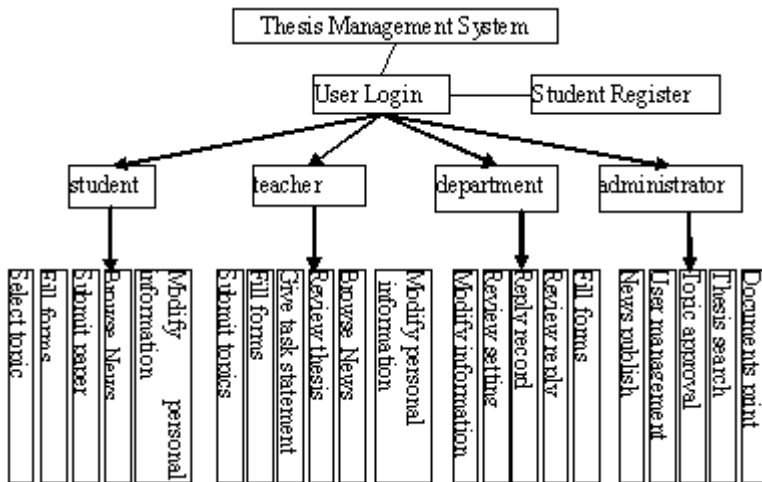 Thesis Management System
User Login
Student Register
student
teacher
department
administrator
Select topic
Fill forms
Submit paper
Browse News
Modify personal
information
Submit topics
Fill forms
Give task statement
Review thesis
Browse News
Modify personal
information
Modify information
Review setting
Reply record
Review reply
Fill forms
News publish
User management
Topic approval
Thesis search
Documents print